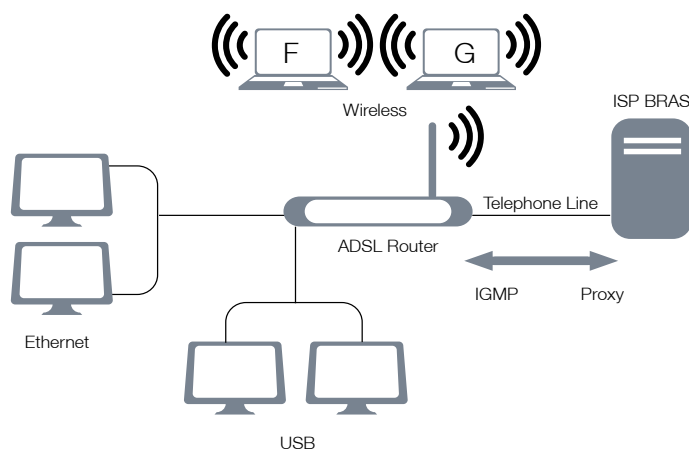 F
G
Wireless
ISP BRAS
Telephone Line
ADSL Router
IGMP Proxy
Ethernet
USB